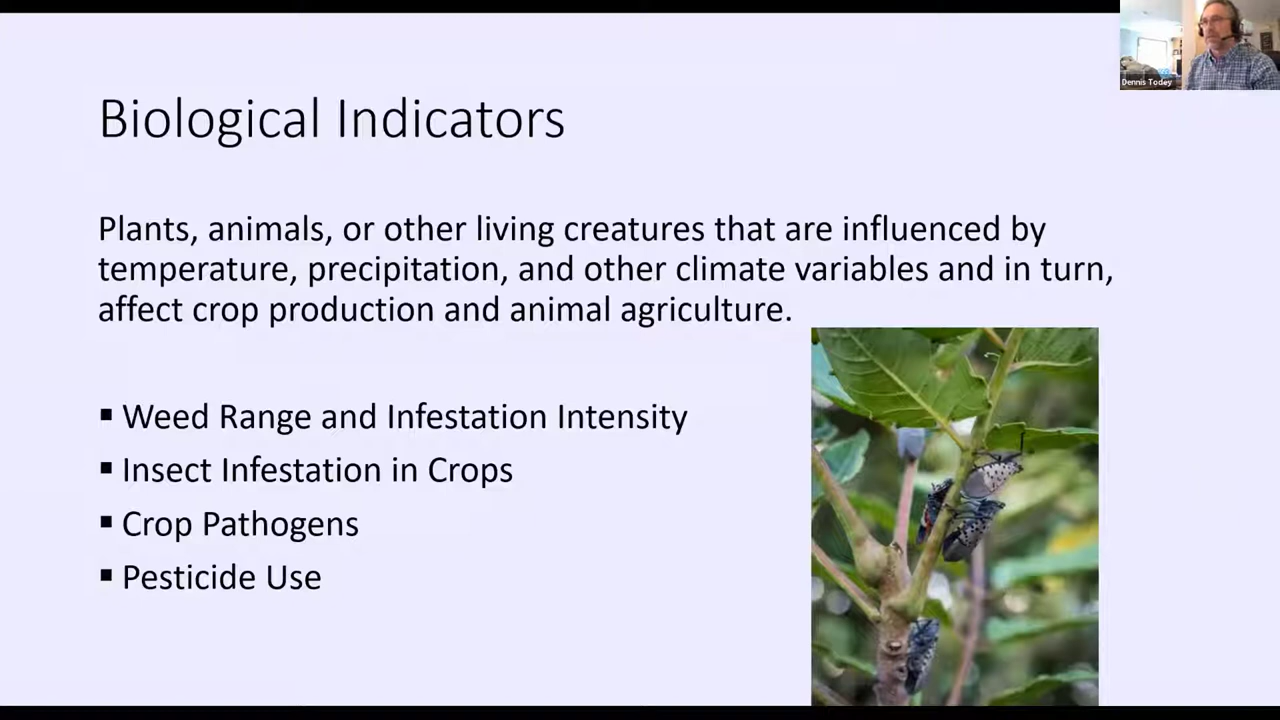 Dennis Todey
Biological Indicators
Plants, animals, or other living creatures that are influenced by
temperature, precipitation, and other climate variables and in turn,
affect crop production and animal agriculture.
▪ Weed Range and Infestation Intensity
▪ Insect Infestation in Crops
▪ Crop Pathogens
▪ Pesticide Use